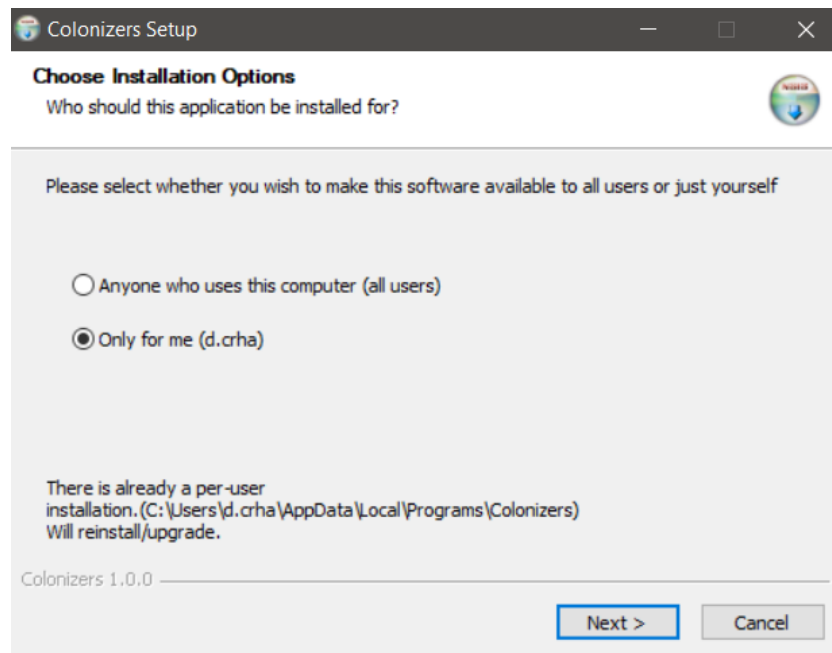 Colonizers Setup
Choose Installation Options
Who should this application be installed for?
Please select whether you wish to make this software available to all users or just yourself
Anyone who uses this computer (all users)
Only for me (d.crha)
There is already a per-user
installation.(C:\Users\d.crha\AppData\Local\Programs\Colonizers)
Will reinstall/upgrade.
Colonizers 1.0.0
Next >
Cancel